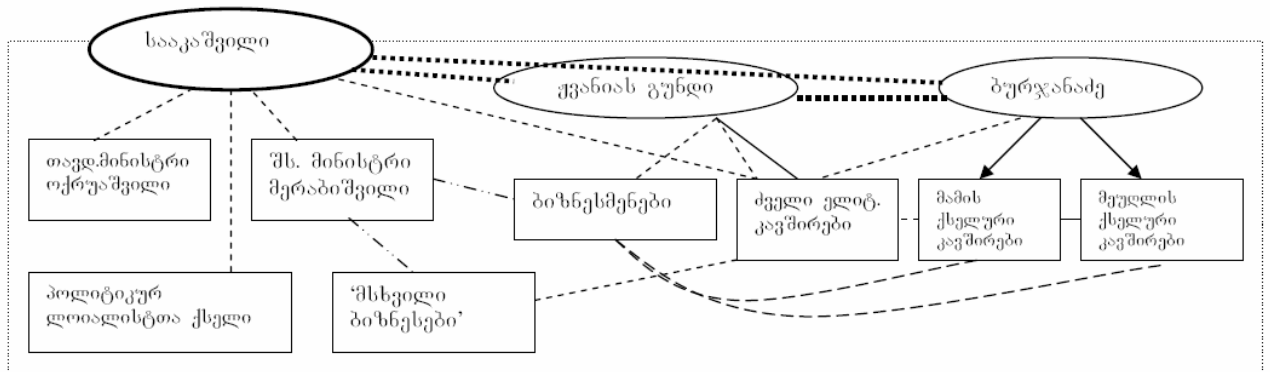 სააკაშვილი
ჟვანიას გუნდი
ბურჯანაძე
თავდ.მინისტრი
ოქრუაშვილი
შს. მინისტრი
მერაბიშვილი
ბიზნესმენები
ძველი ელიტ.
კავშირები
მამის
ქსელური
კავშირები
მეუღლის
ქსელური
კავშირები
პოლიტიკურ
ლოიალისტთა ქსელი
‘მსხვილი
ბიზნესები’